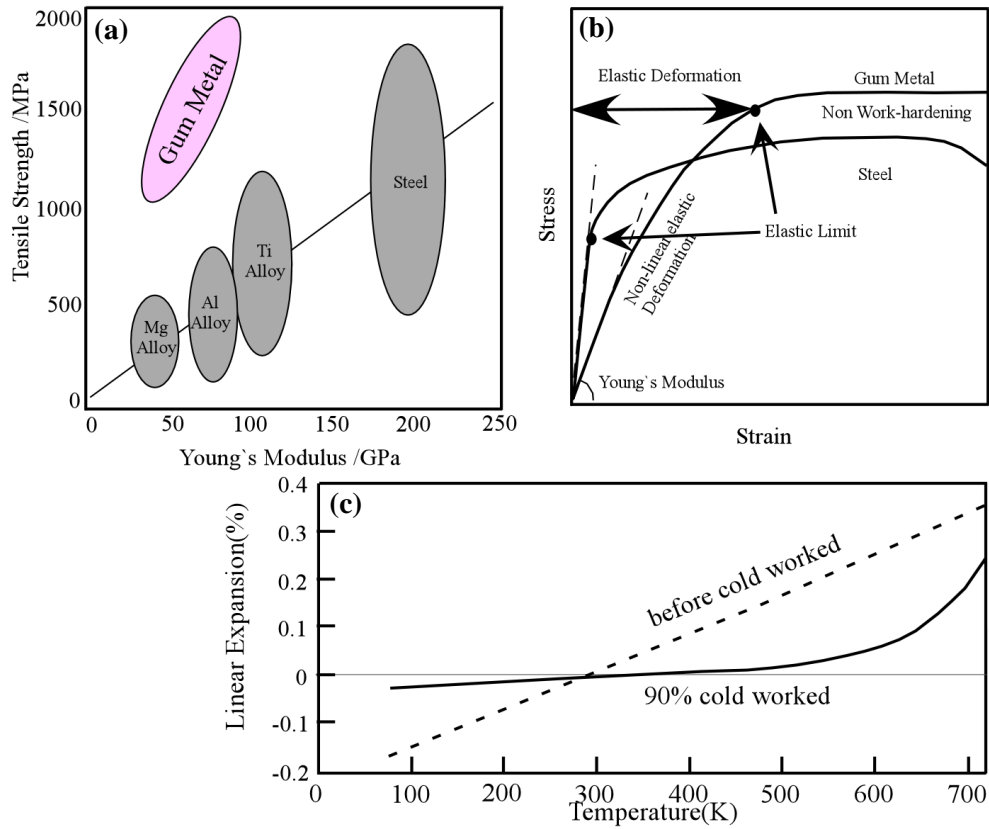 (a)
Tensile Strength /MPa
2000
1500
1000
500
0
Gum Metal
Steel
Ti
Alloy
Al
Alloy
Mg
Alloy
0 50 100 150 200 250
Young`s Modulus /GPa
(b)
Stress
Elastic Deformation
Gum Metal
Non Work-hardening
Steel
Elastic Limit
Non-linear elastic
Deformation
Young`s Modulus
Strain
(c)
Linear Expansion(%)
0.4
0.3
0.2
0.1
0
-0.1
-0.2
before cold worked
90% cold worked
0 100 200 300 400 500 600 700
Temperature(K)